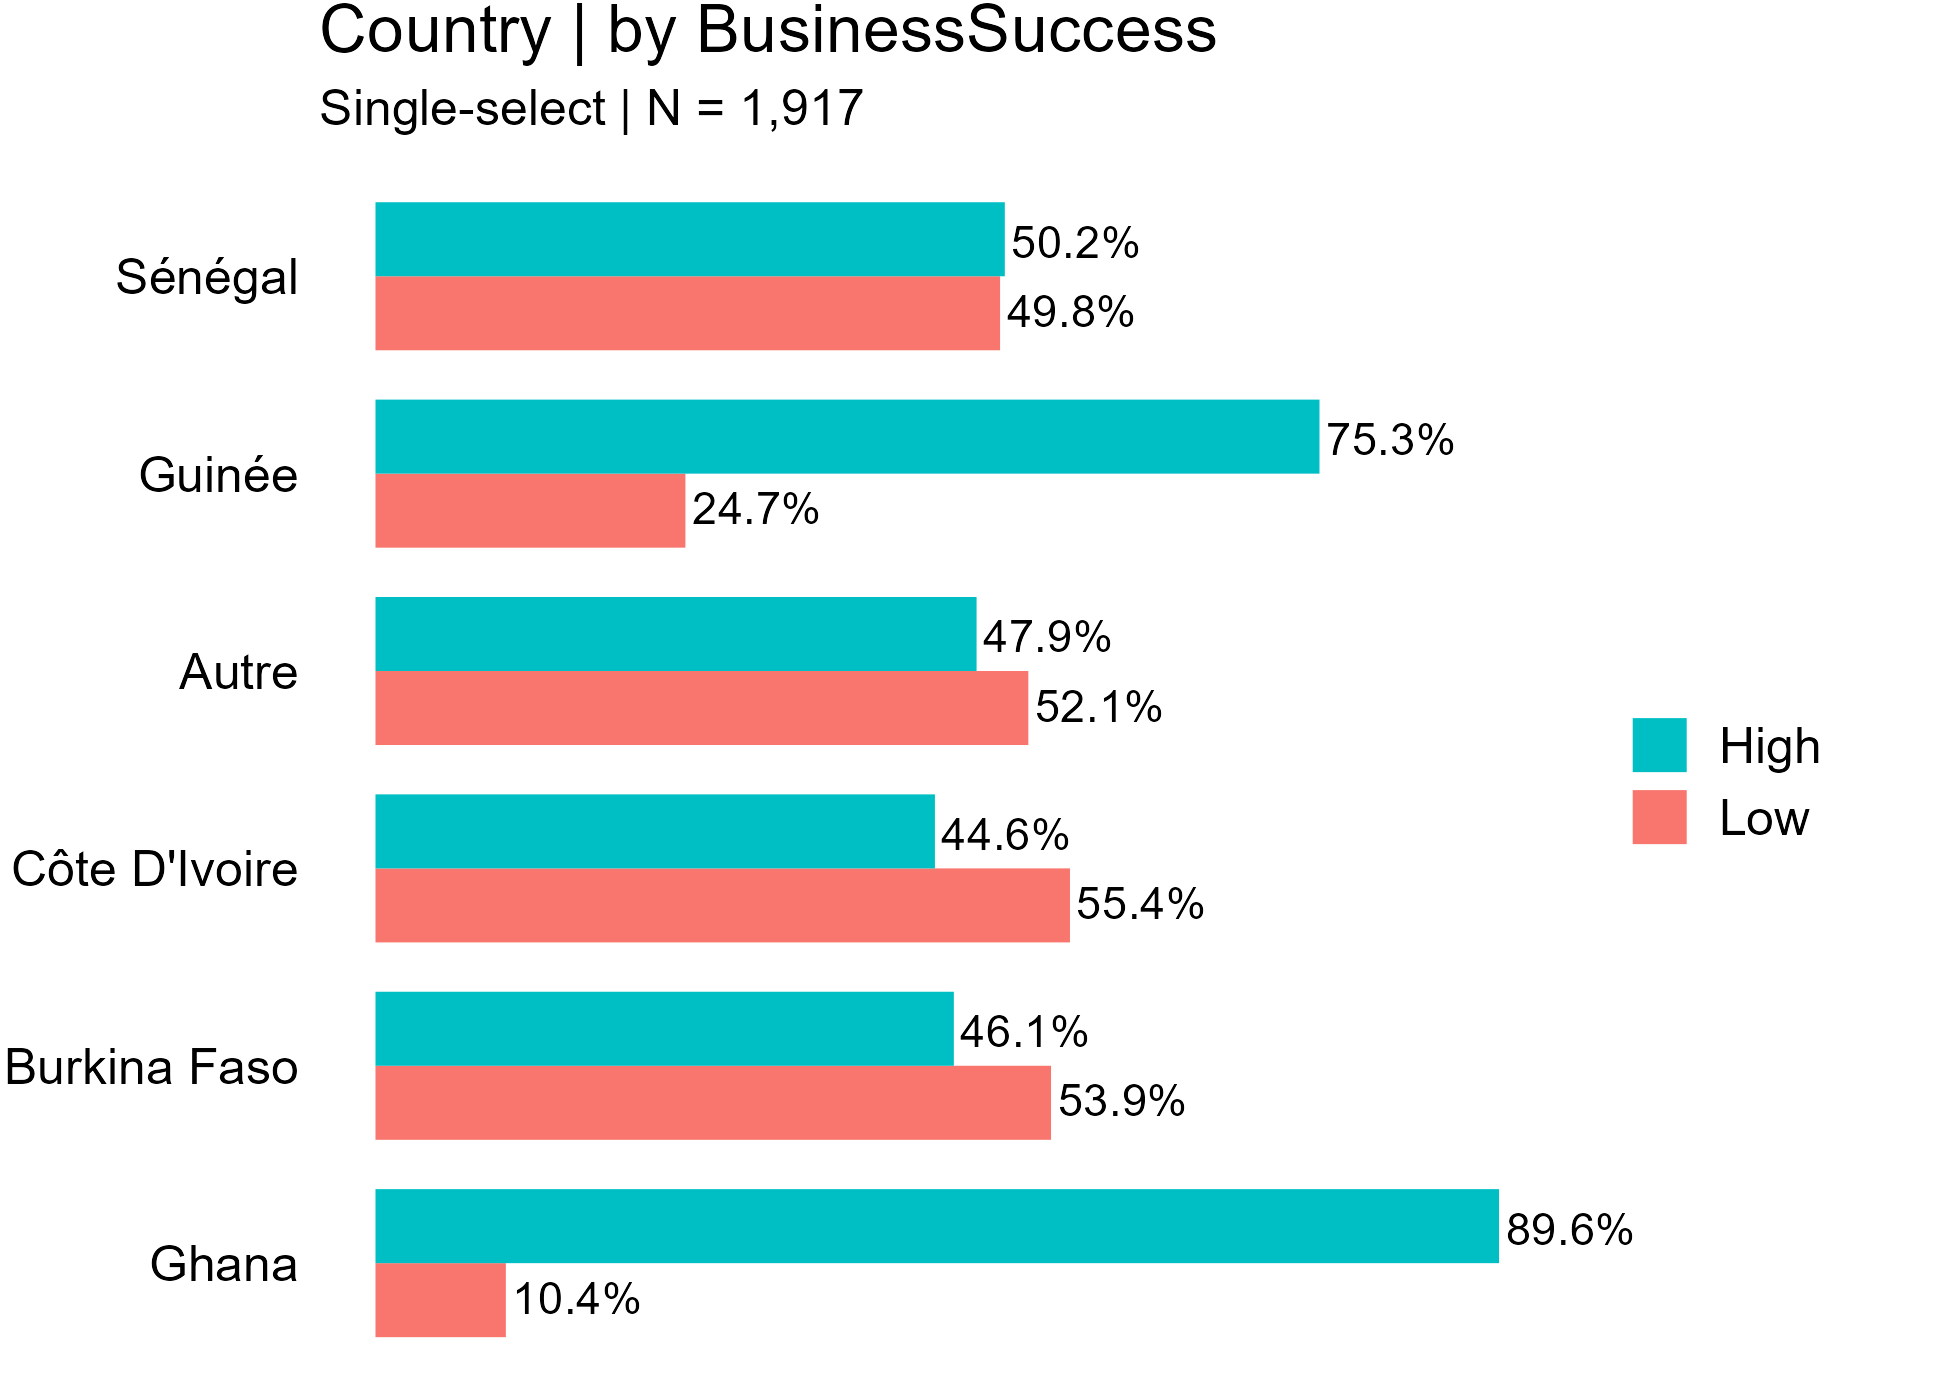 Country | by BusinessSuccess
Single-select | N = 1,917
Sénégal
50.2%
49.8%
Guinée
75.3%
24.7%
Autre
47.9%
52.1%
Côte D'Ivoire
44.6%
55.4%
Burkina Faso
46.1%
53.9%
Ghana
89.6%
10.4%
High
Low